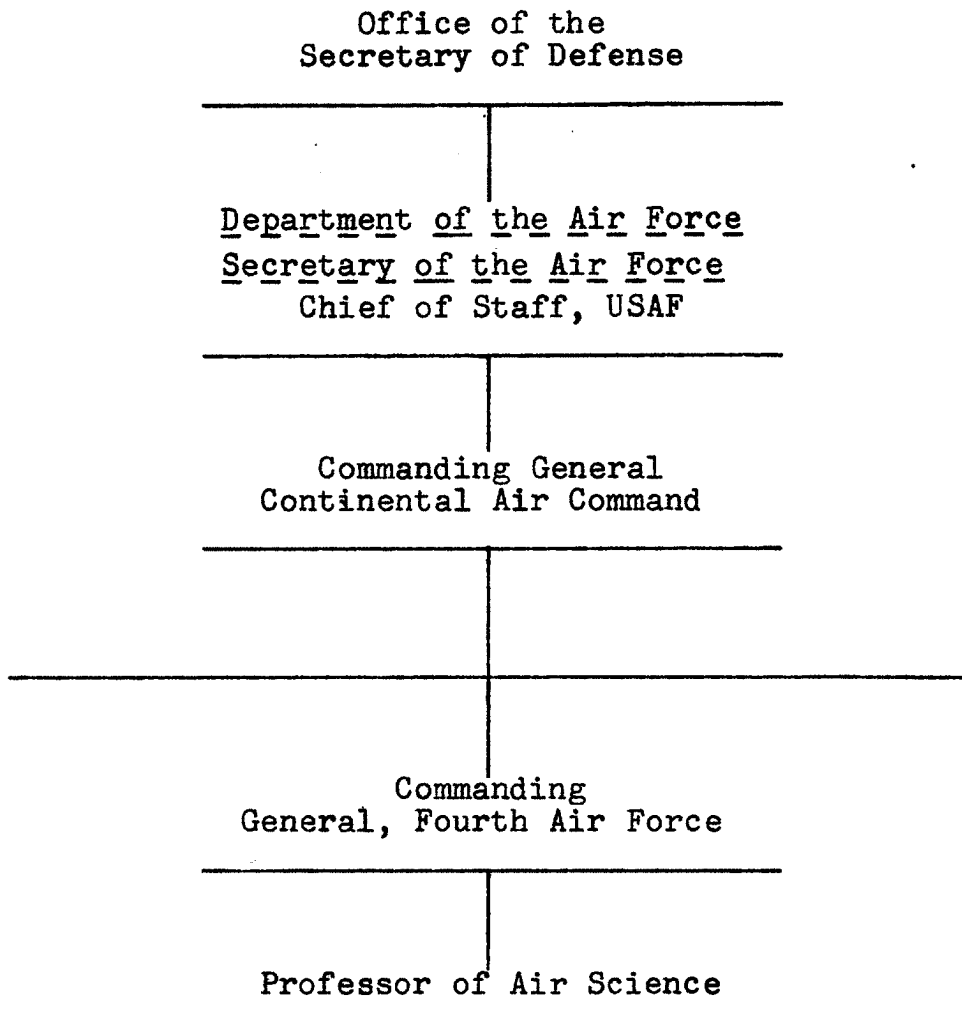 Office of the
Secretary of Defense
Department of the Air Force
Secretary of the Air Force
Chief of Staff, USAF
Commanding General
Continental Air Command
Commanding
General, Fourth Air Force
Professor of Air Science